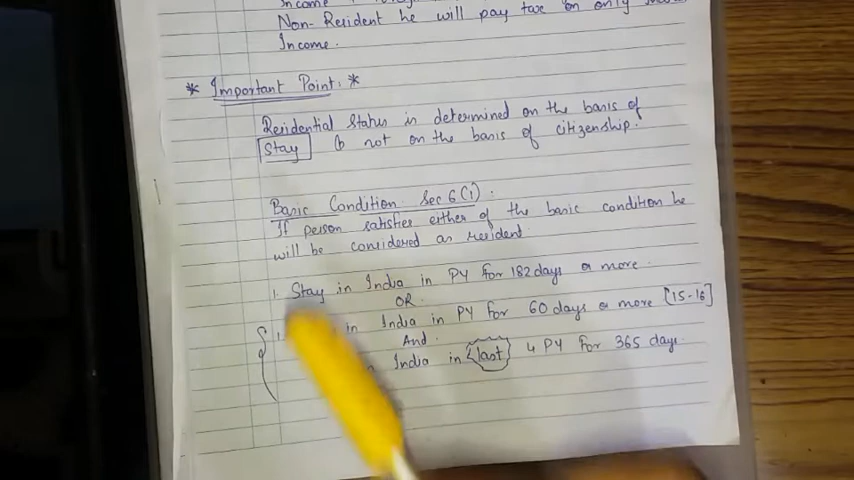 Income
Non-Resident he will pay tax on only Indian
Income.
* Important Point: *
Residential Status is determined on the basis of
Stay & not on the basis of citizenship.
Basic Condition Sec 6(1):
If person satisfies either of the basic condition he
will be considered as resident
1. Stay in India in PY for 182 days or more.
OR
in India in PY for 60 days or more [15-16]
And
India in last 4 PY for 365 days.